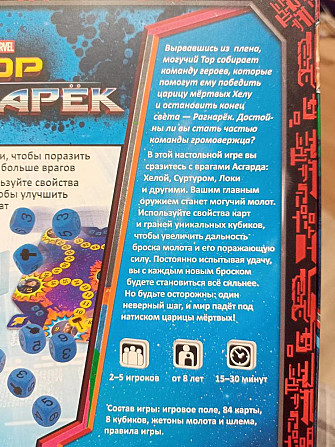 MARVEL
ОР
АРЁК
и, чтобы поразить
больше врагов
льзуйте свойства
обы улучшить
ат
Вырвавшись из плена,
могучий Тор собирает
команду героев, которые
помогут ему победить
царицу мёртвых Хелу
и остановить конец
света — Рагнарёк. Достой-
ны ли вы стать частью
команды громовержца?
В этой настольной игре вы
сразитесь с врагами Асгарда:
Хелой, Суртуром, Локи
и другими. Вашим главным
оружием станет могучий молот.
Используйте свойства карт
и граней уникальных кубиков,
чтобы увеличить дальность
броска молота и его поражающую
силу. Постоянно испытывая удачу,
вы с каждым новым броском
будете становиться всё сильнее.
Но будьте осторожны: один
неверный шаг, и мир падёт под
натиском царицы мёртвых!
2–5 игроков
от 8 лет
15–30 минут
Состав игры: игровое поле, 84 карты,
8 кубиков, жетоны молота и шлема,
правила игры.